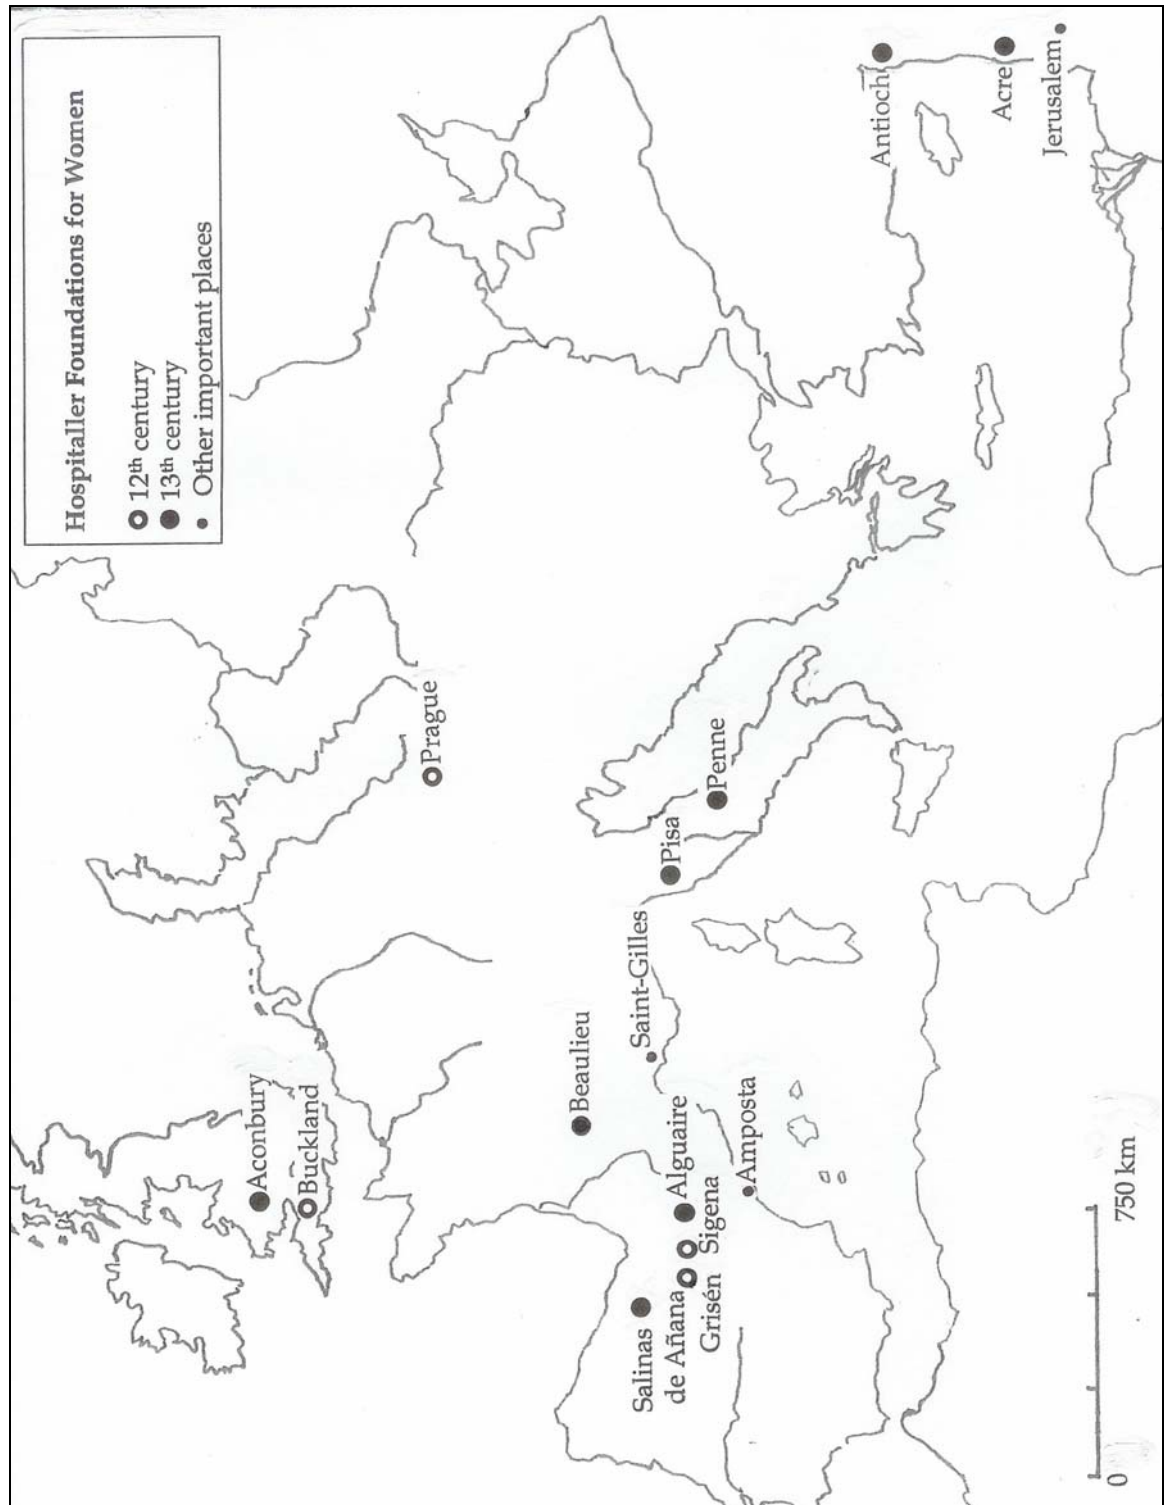 Hospitaller Foundations for Women
12th century
13th century
Other important places
Aconbury
Buckland
Prague
Beaulieu
Saint-Gilles
Pisa
Penne
Salinas
de Añana
Grisén
Sigena
Alguaire
Amposta
Antioch
Acre
Jerusalem
0
750 km